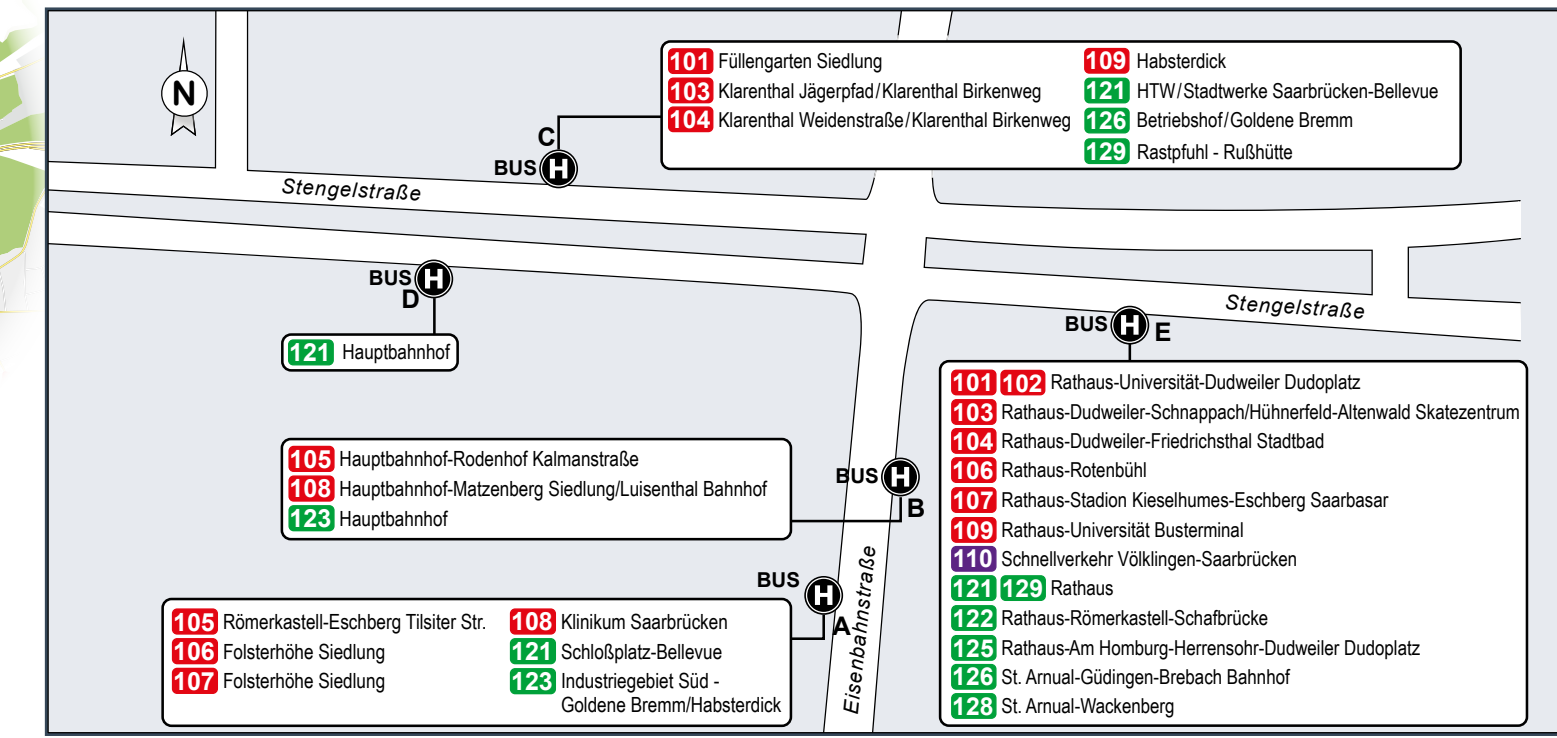 N
101 Füllengarten Siedlung
103 Klarenthal Jägerpfad/Klarenthal Birkenweg
104 Klarenthal Weidenstraße/Klarenthal Birkenweg
109 Habsterdick
121 HTW/Stadtwerke Saarbrücken-Bellevue
126 Betriebshof/Goldene Bremm
129 Rastpfuhl - Rußhütte
C
BUS H
Stengelstraße
BUS H
D
121 Hauptbahnhof
Stengelstraße
BUS H E
105 Hauptbahnhof-Rodenhof Kalmanstraße
108 Hauptbahnhof-Matzenberg Siedlung/Luisenthal Bahnhof
123 Hauptbahnhof
BUS H
B
101 102 Rathaus-Universität-Dudweiler Dudoplatz
103 Rathaus-Dudweiler-Schnappach/Hühnerfeld-Altenwald Skatezentrum
104 Rathaus-Dudweiler-Friedrichsthal Stadtbad
106 Rathaus-Rotenbühl
107 Rathaus-Stadion Kieselhumes-Eschberg Saarbasar
109 Rathaus-Universität Busterminal
110 Schnellverkehr Völklingen-Saarbrücken
121 129 Rathaus
122 Rathaus-Römerkastell-Schafbrücke
125 Rathaus-Am Homburg-Herrensohr-Dudweiler Dudoplatz
126 St. Arnual-Güdingen-Brebach Bahnhof
128 St. Arnual-Wackenberg
BUS H
A
Eisenbahnstraße
105 Römerkastell-Eschberg Tilsiter Str.
106 Folsterhöhe Siedlung
107 Folsterhöhe Siedlung
108 Klinikum Saarbrücken
121 Schloßplatz-Bellevue
123 Industriegebiet Süd -
Goldene Bremm/Habsterdick